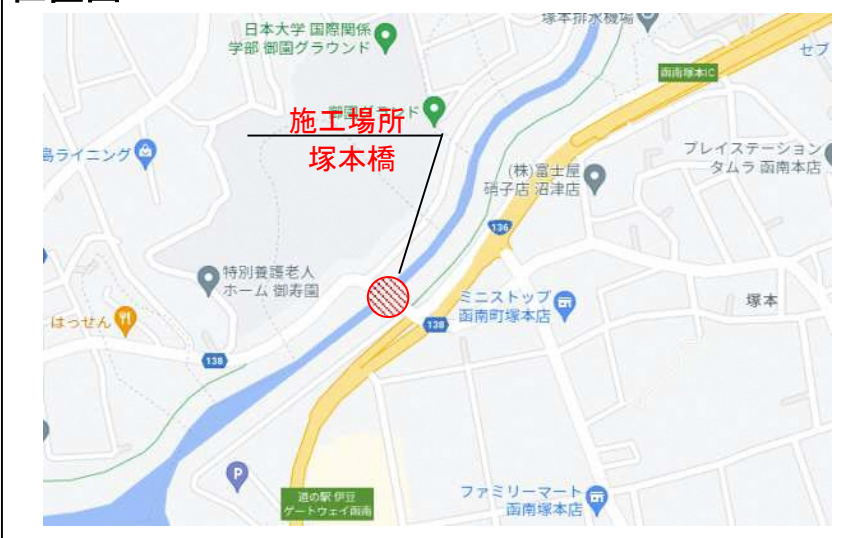 日本大学 国際関係
学部 御園グラウンド
塚本排水機場
セブ
函南塚本IC
施工場所
塚本橋
島ライニング
プレイステーション
タムラ 函南本店
(株)富士屋
硝子店 沼津店
136
特別養護老人
ホーム 御寿園
ミニストップ
函南町塚本店
塚本
はっせん
138
138
P
道の駅 伊豆
ゲートウェイ函南
ファミリーマート
函南塚本店